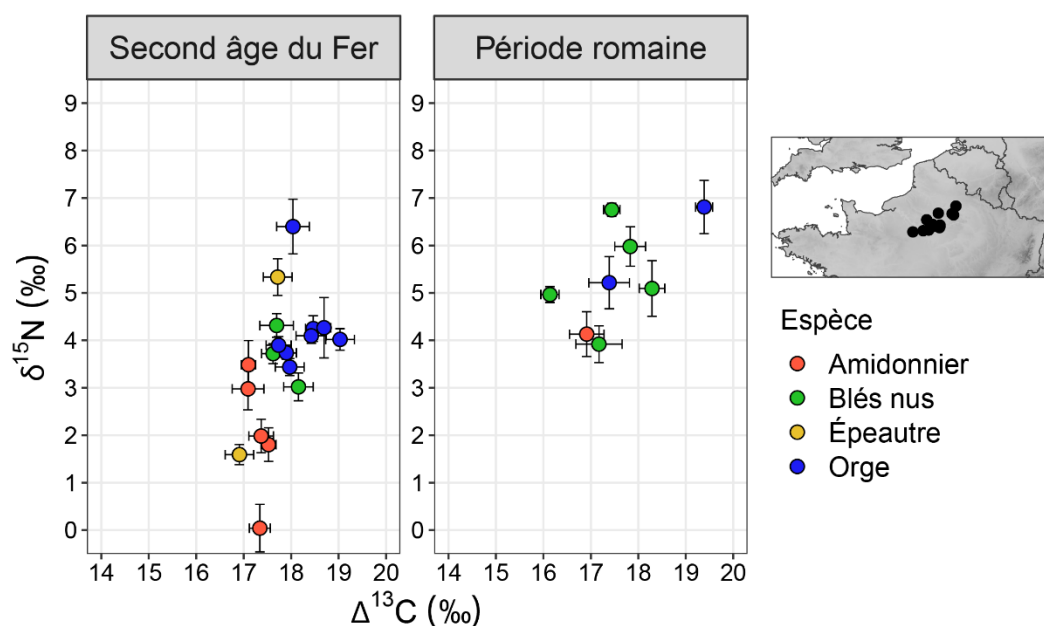 Second âge du Fer
Période romaine
9
8
7
6
5
4
3
2
1
0
9
8
7
6
5
4
3
2
1
0
δ15N (‰)
14 15 16 17 18 19 20
14 15 16 17 18 19 20
Δ13C (‰)
Espèce
Amidonnier
Blés nus
Épeautre
Orge